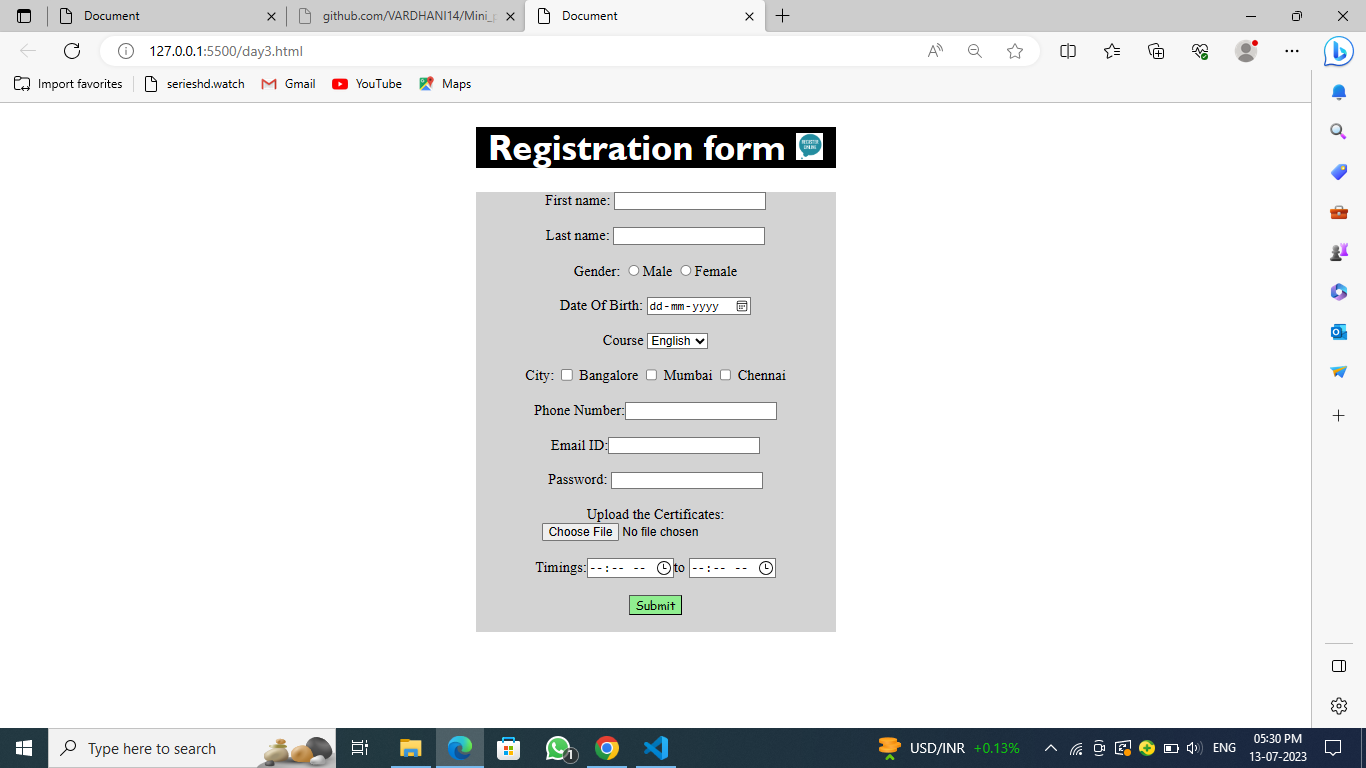 Document
github.com/VARDHANI14/Mini_p
Document
127.0.0.1:5500/day3.html
Import favorites
serieshd.watch
Gmail
YouTube
Maps
Registration form
REGISTER ONLINE
First name:
Last name:
Gender: Male Female
Date Of Birth: dd-mm-yyyy
Course English
City: Bangalore Mumbai Chennai
Phone Number:
Email ID:
Password:
Upload the Certificates:
Choose File No file chosen
Timings: --:-- -- to --:-- --
Submit
Type here to search
1
USD/INR +0.13%
ENG
05:30 PM
13-07-2023